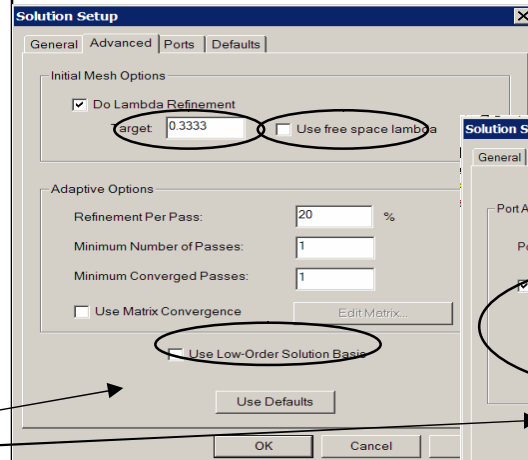 Solution Setup
General Advanced Ports Defaults
Initial Mesh Options
Do Lambda Refinement
Target 0.3333 Use free space lambda
Adaptive Options
Refinement Per Pass: 20 %
Minimum Number of Passes: 1
Minimum Converged Passes: 1
Use Matrix Convergence Edit Metrix...
Use Low-Order Solution Basis
Use Defaults
OK Cancel
Solution S
General
Port A